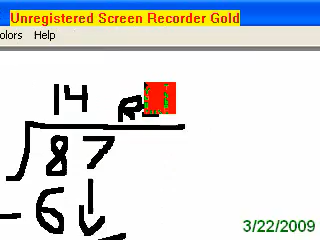 Unregistered Screen Recorder Gold
olors Help
14 R
87
- 6
3/22/2009